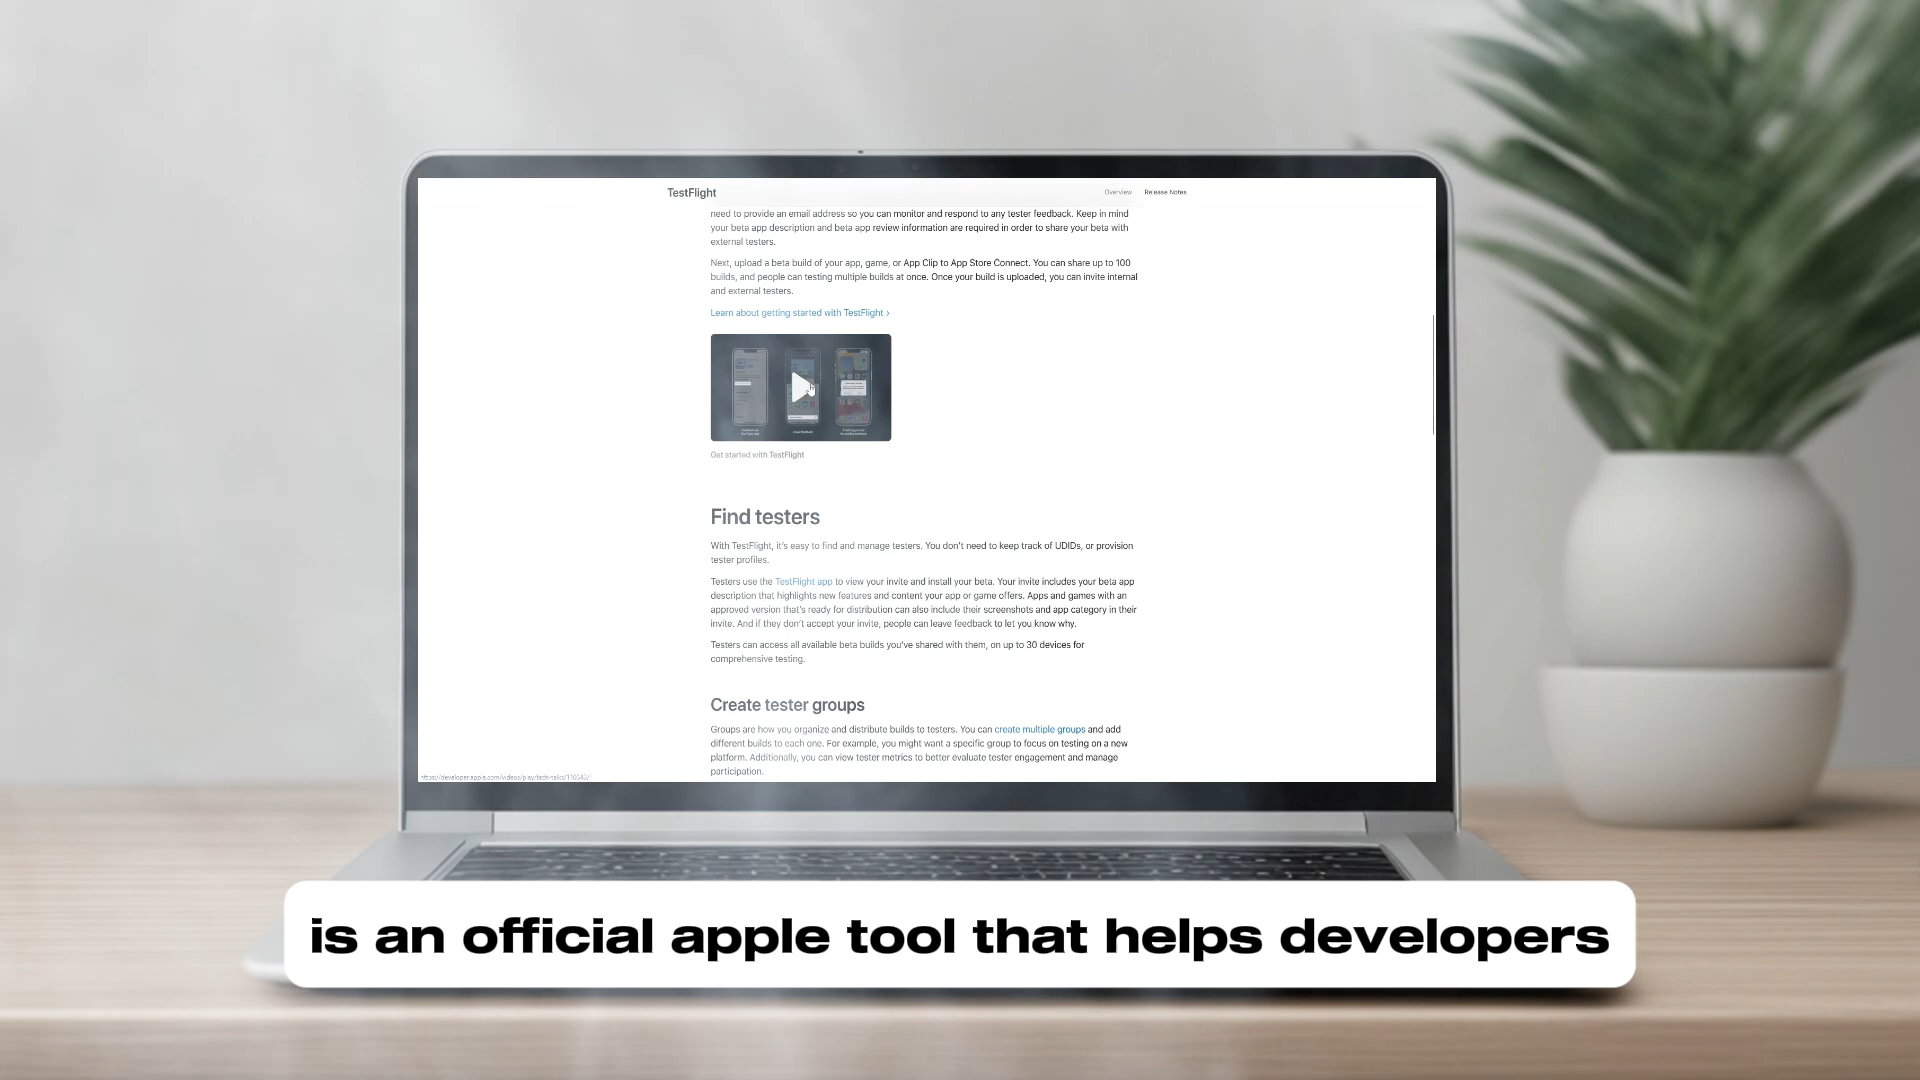 TestFlight
Overview
Release Notes
need to provide an email address so you can monitor and respond to any tester feedback. Keep in mind
your beta app description and beta app review information are required in order to share your beta with
external testers.
Next, upload a beta build of your app, game, or App Clip to App Store Connect. You can share up to 100
builds, and people can testing multiple builds at once. Once your build is uploaded, you can invite internal
and external testers.
Learn about getting started with TestFlight ›
Get started with TestFlight
Find testers
With TestFlight, it's easy to find and manage testers. You don't need to keep track of UDIDs, or provision
tester profiles.
Testers use the TestFlight app to view your invite and install your beta. Your invite includes your beta app
description that highlights new features and content your app or game offers. Apps and games with an
approved version that's ready for distribution can also include their screenshots and app category in their
invite. And if they don't accept your invite, people can leave feedback to let you know why.
Testers can access all available beta builds you've shared with them, on up to 30 devices for
comprehensive testing.
Create tester groups
Groups are how you organize and distribute builds to testers. You can create multiple groups and add
different builds to each one. For example, you might want a specific group to focus on testing on a new
platform. Additionally, you can view tester metrics to better evaluate tester engagement and manage
participation.
is an official apple tool that helps developers